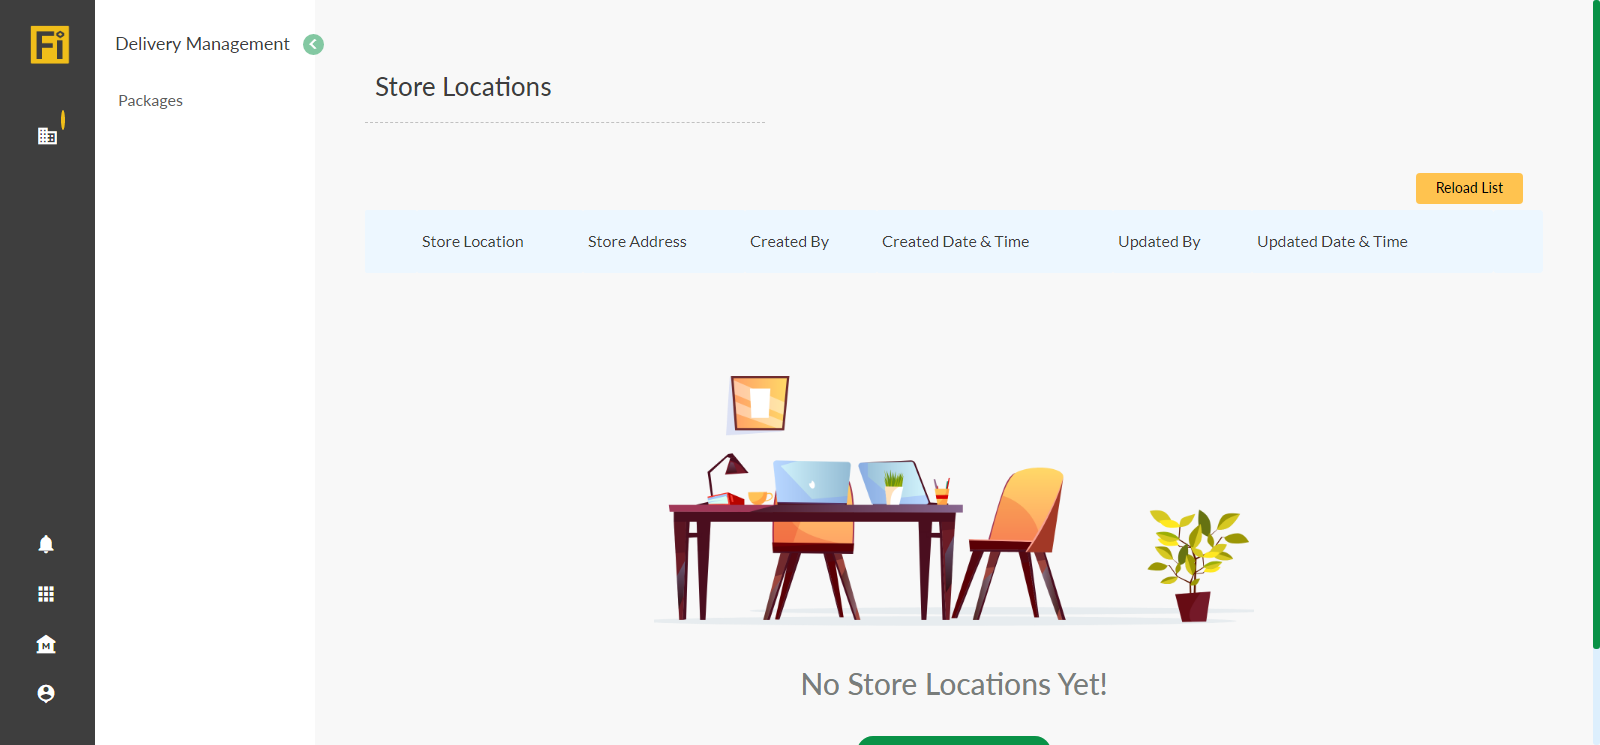 Fi
Delivery Management
Packages
Store Locations
Reload List
Store Location Store Address Created By Created Date & Time Updated By Updated Date & Time
M
No Store Locations Yet!